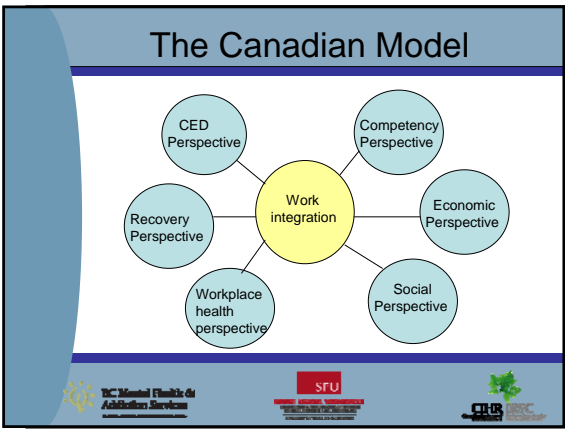 The Canadian Model
CED
Perspective
Competency
Perspective
Work
integration
Recovery
Perspective
Economic
Perspective
Workplace
health
perspective
Social
Perspective
BC Mental Health &
Addiction Services
SFU
CIHR IRSC